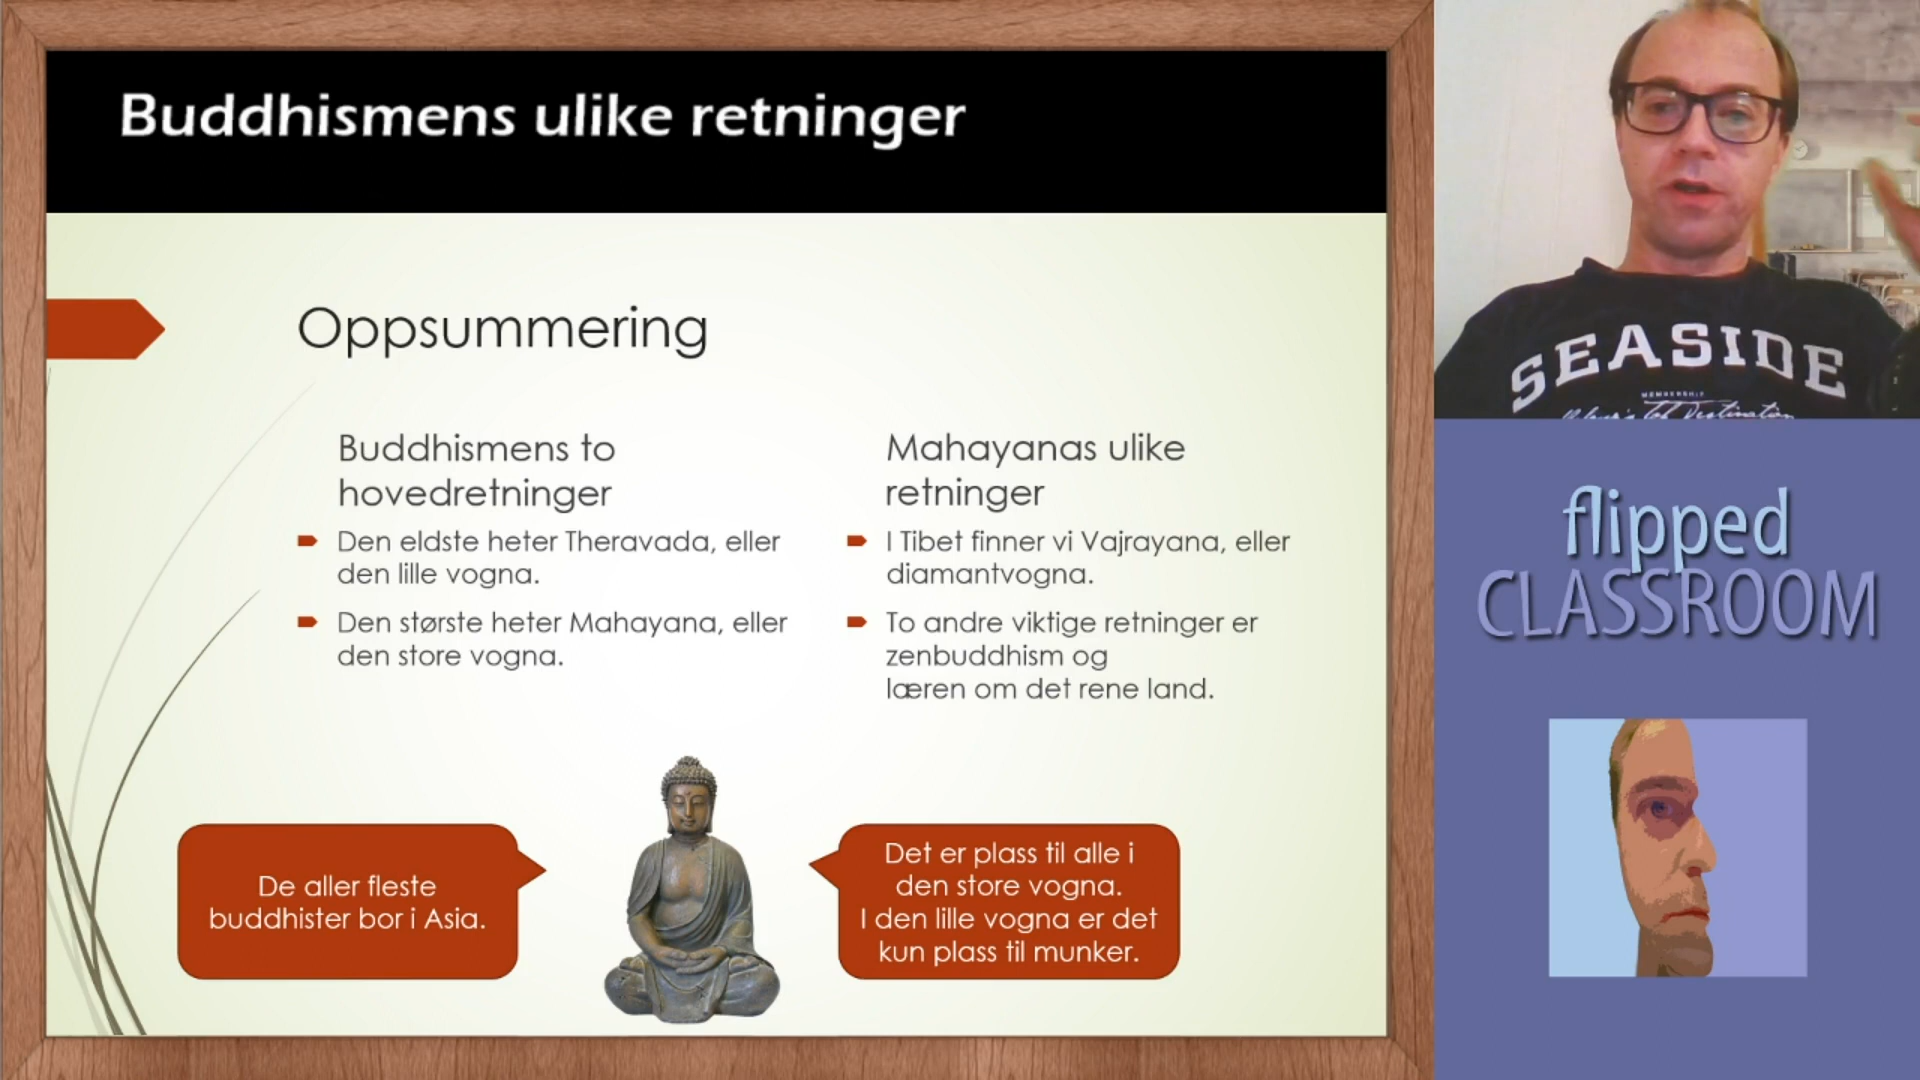 Buddhismens ulike retninger
Oppsummering
Buddhismens to
hovedretninger
Den eldste heter Theravada, eller
den lille vogna.
Den største heter Mahayana, eller
den store vogna.
Mahayanas ulike
retninger
I Tibet finner vi Vajrayana, eller
diamantvogna.
To andre viktige retninger er
zenbuddhism og
læren om det rene land.
De aller fleste
buddhister bor i Asia.
Det er plass til alle i
den store vogna.
I den lille vogna er det
kun plass til munker.
SEASIDE
MEMBERSHIP
Destination
flipped
CLASSROOM